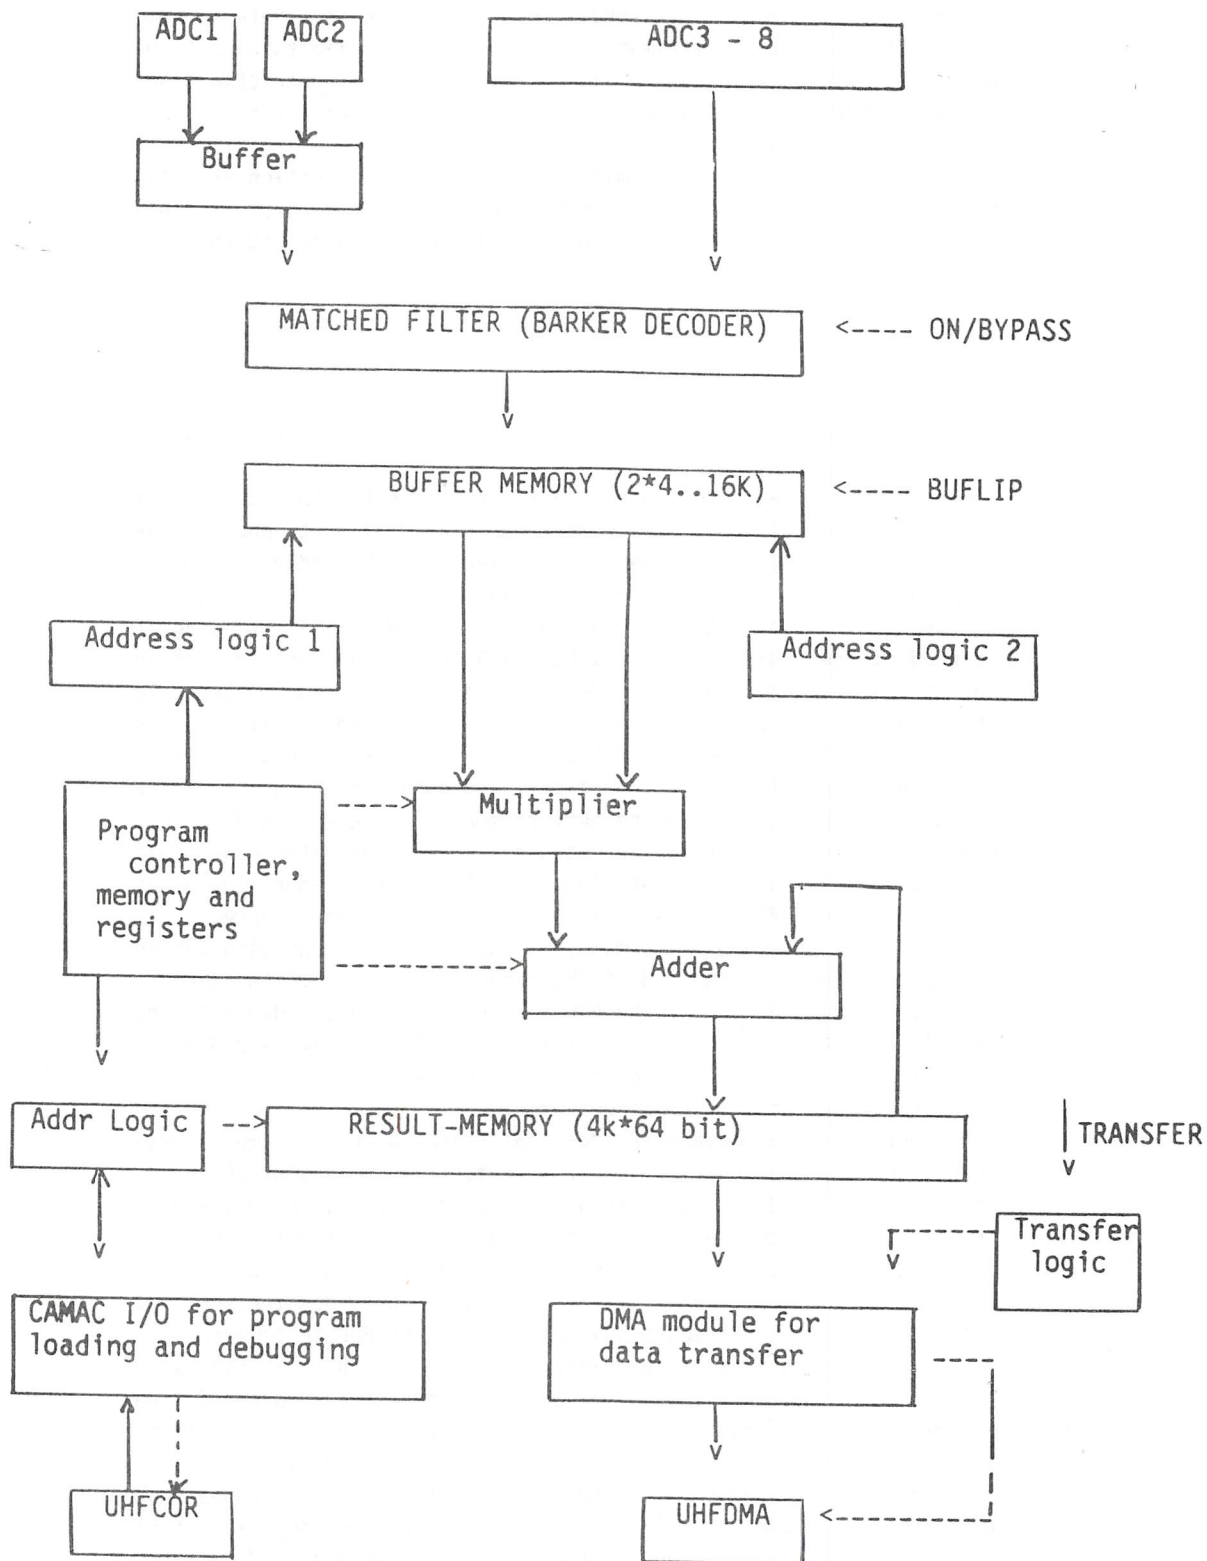 ADC1
ADC2
ADC3 - 8
Buffer
MATCHED FILTER (BARKER DECODER)
<---- ON/BYPASS
BUFFER MEMORY (2*4..16K)
<---- BUFLIP
Address logic 1
Address logic 2
Program
controller,
memory and
registers
Multiplier
Adder
Addr Logic
RESULT-MEMORY (4k*64 bit)
TRANSFER
Transfer
logic
CAMAC I/O for program
loading and debugging
DMA module for
data transfer
UHFCOR
UHFDMA